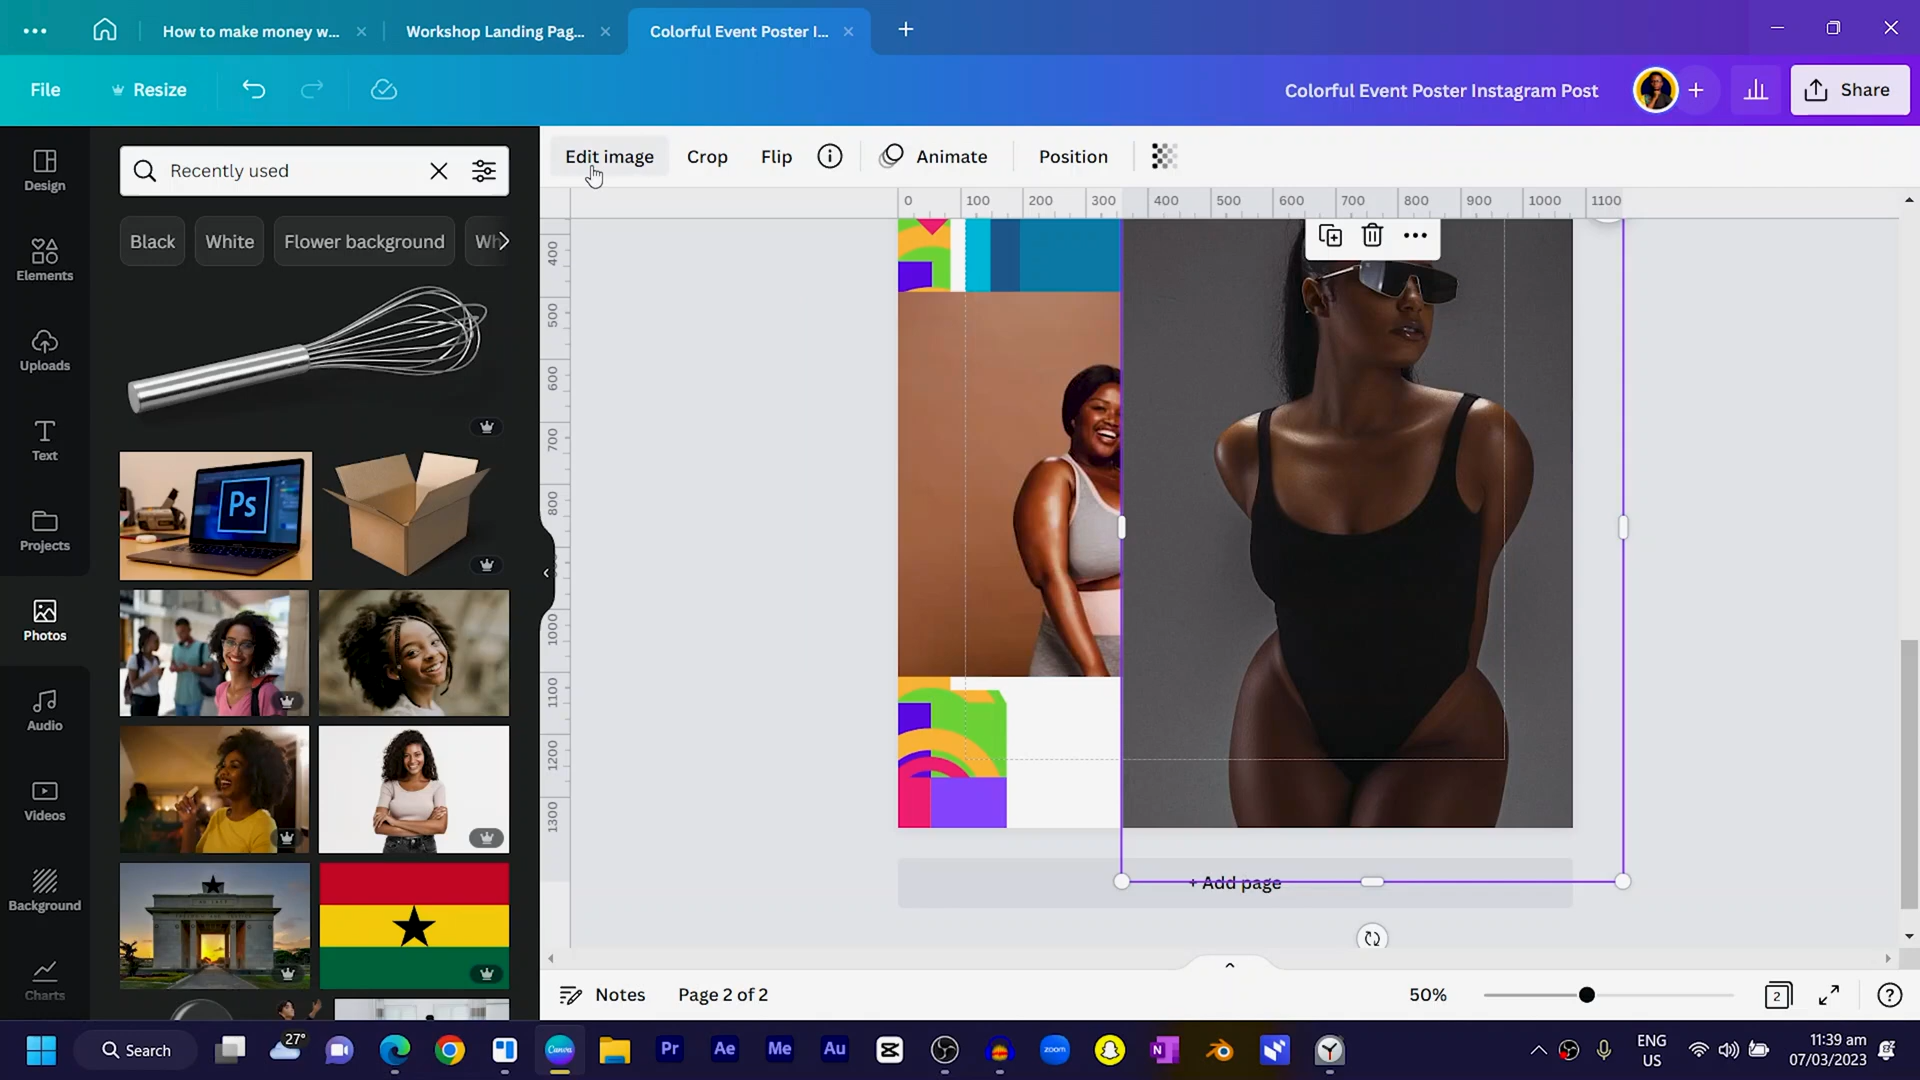 How to make money w...
Workshop Landing Pag...
Colorful Event Poster I...
File
Resize
Colorful Event Poster Instagram Post
Share
Design
Elements
Uploads
Text
Projects
Photos
Audio
Videos
Background
Charts
Recently used
Black
White
Flower background
Wh
Ps
Edit image
Crop
Flip
Animate
Position
0 100 200 300 400 500 600 700 800 900 1000 1100
400
500
600
700
800
1000
1100
1200
1300
+ Add page
Notes
Page 2 of 2
50%
2
Search
27°
Canva
Pr
Ae
Me
Au
zoom
N
ENG
US
11:39 am
07/03/2023